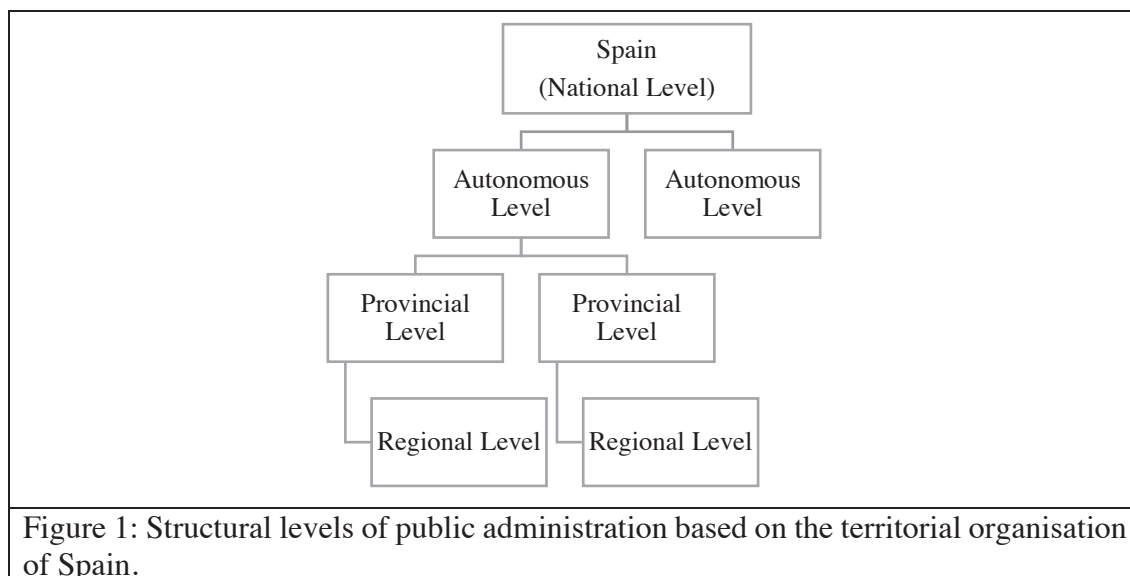 Spain
(National Level)
Autonomous
Level
Autonomous
Level
Provincial
Level
Provincial
Level
Regional Level
Regional Level
Figure 1: Structural levels of public administration based on the territorial organisation
of Spain.